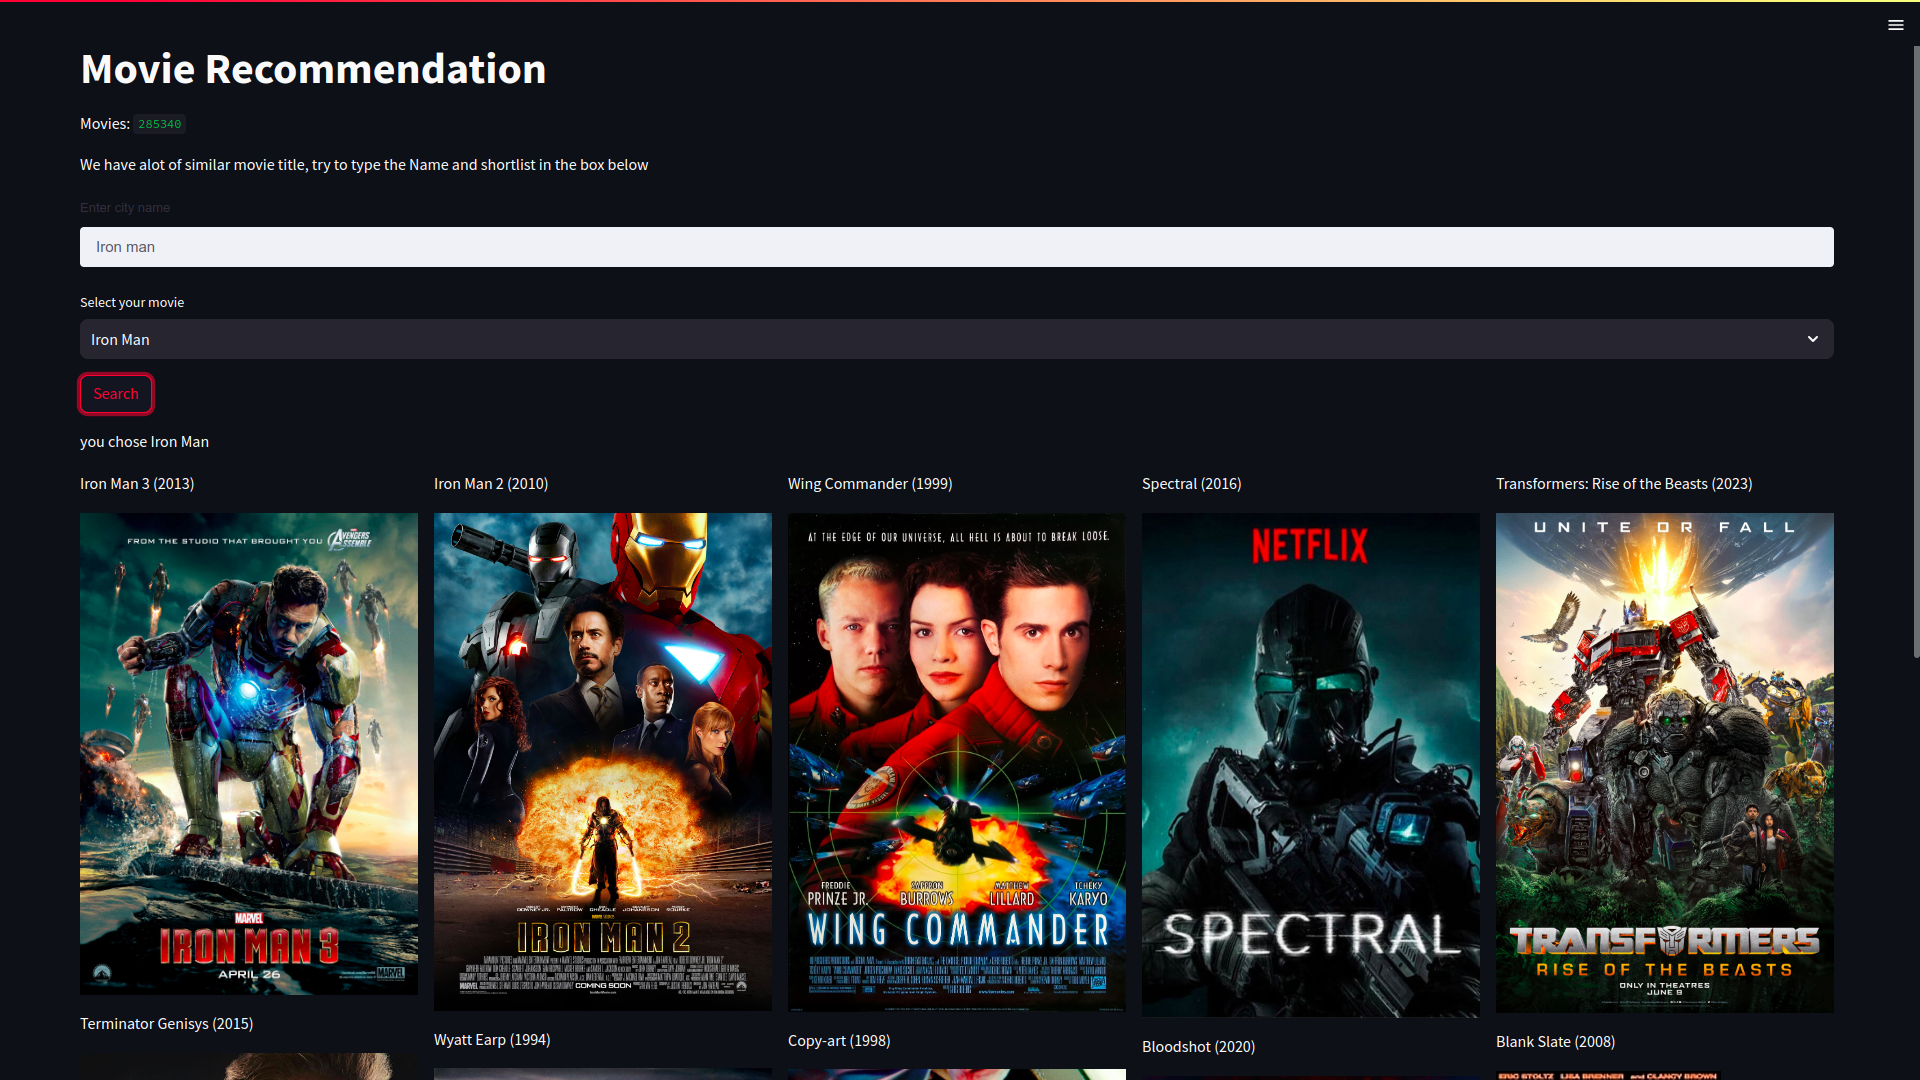 Movie Recommendation
Movies: 285340
We have alot of similar movie title, try to type the Name and shortlist in the box below
Enter city name
Iron man
Select your movie
Iron Man
Search
you chose Iron Man
Iron Man 3 (2013)
Iron Man 2 (2010)
Wing Commander (1999)
Spectral (2016)
Transformers: Rise of the Beasts (2023)
FROM THE STUDIO THAT BROUGHT YOU AVENGERS ASSEMBLE
MARVEL
IRON MAN 3
APRIL 26
MARVEL
IRON MAN 2
COMING SOON
MARVEL
AT THE EDGE OF OUR UNIVERSE, ALL HELL IS ABOUT TO BREAK LOOSE.
FREDDIE PRINZE JR.
SAFFRON BURROWS
MATTHEW LILLARD
TCHEKY KARYO
WING COMMANDER
NETFLIX
SPECTRAL
UNITE OR FALL
TRANSFORMERS
RISE OF THE BEASTS
ONLY IN THEATRES
JUNE 9
Terminator Genisys (2015)
Wyatt Earp (1994)
Copy-art (1998)
Bloodshot (2020)
Blank Slate (2008)
ERIC STOLTZ LISA BRENNER and CLANCY BROWN